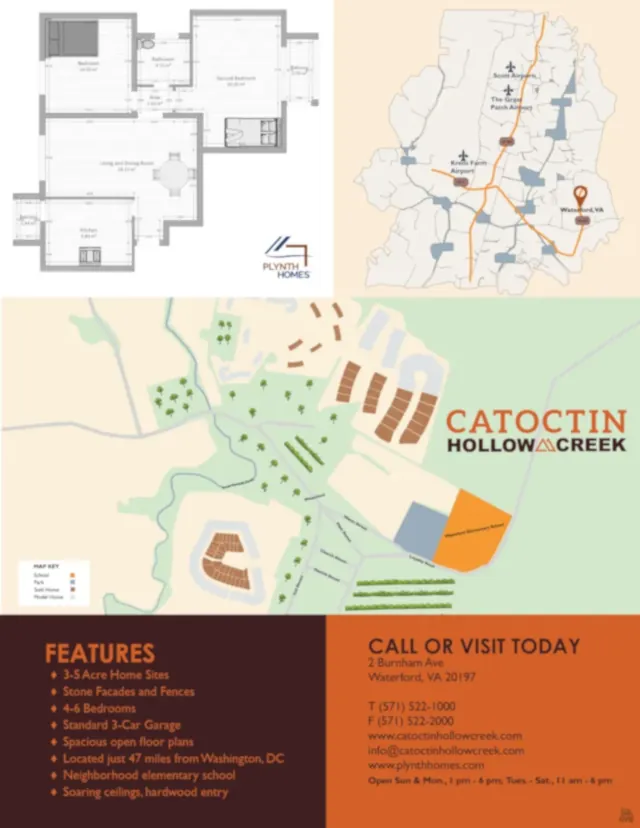 Bedroom
Bathroom
Second Bedroom
Balcony
Living and Dining Room
Kitchen
PLYNTH
HOMES
Scott Airport
The Grass
Patch Airport
Airport
Waterford, VA
CATOCTIN
HOLLOW CREEK
Elementary School
MAP KEY
School
Park
Sold Home
Model Home
FEATURES
♦ 3-5 Acre Home Sites
♦ Stone Facades and Fences
♦ 4-6 Bedrooms
♦ Standard 3-Car Garage
♦ Spacious open floor plans
♦ Located just 47 miles from Washington, DC
♦ Neighborhood elementary school
♦ Soaring ceilings, hardwood entry
CALL OR VISIT TODAY
2 Burnham Ave
Waterford, VA 20197
T (571) 522-1000
F (571) 522-2000
www.catoctinhollowcreek.com
info@catoctinhollowcreek.com
www.plynthhomes.com
Open Sun & Mon., 1 pm - 6 pm; Tues. - Sat., 11 am - 6 pm